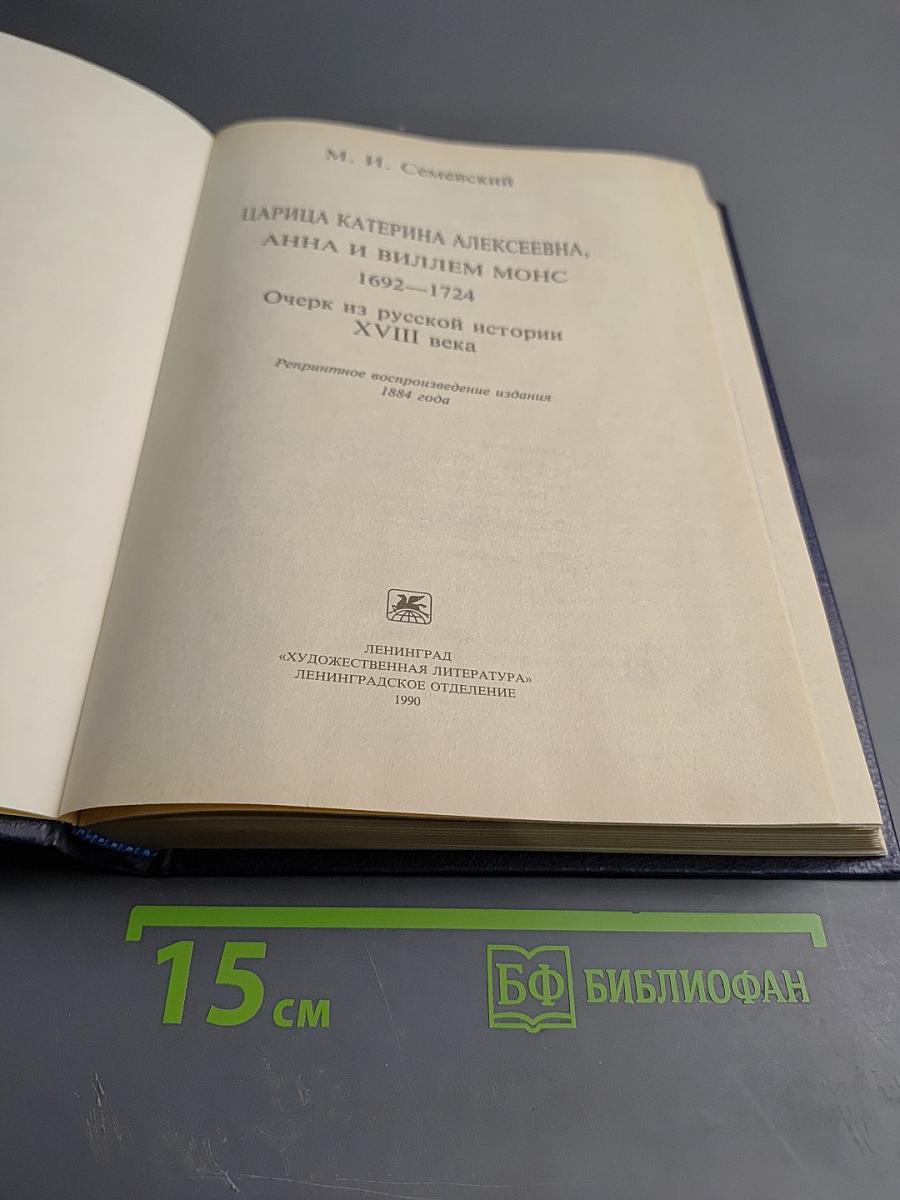 М. И. Семевский
ЦАРИЦА КАТЕРИНА АЛЕКСЕЕВНА,
АННА И ВИЛЛЕМ МОНС
1692—1724
Очерк из русской истории
XVIII века
Репринтное воспроизведение издания
1884 года
ЛЕНИНГРАД
«ХУДОЖЕСТВЕННАЯ ЛИТЕРАТУРА»
ЛЕНИНГРАДСКОЕ ОТДЕЛЕНИЕ
1990
15 см
БФ БИБЛИОФАН